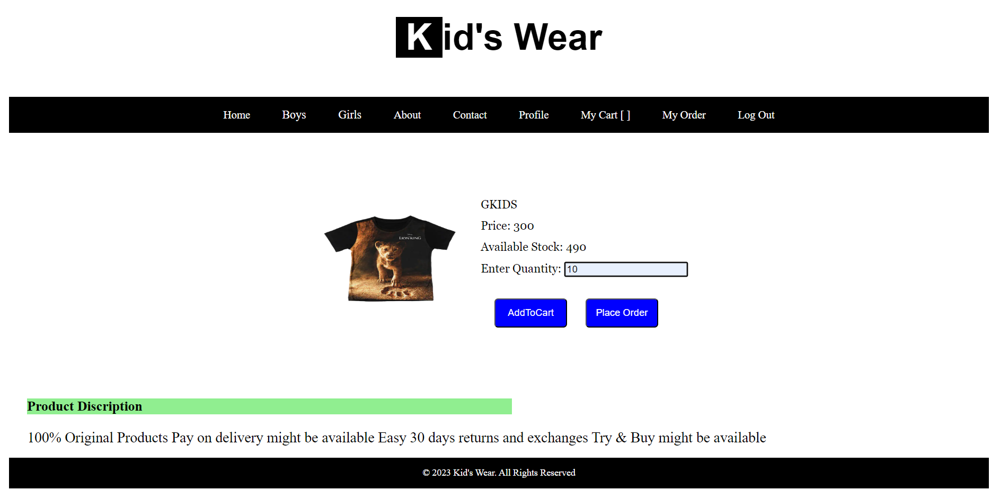 Kid's Wear
Home Boys Girls About Contact Profile My Cart [ ] My Order Log Out
GKIDS
Price: 300
Available Stock: 490
Enter Quantity: 10
Disney
LION KING
AddToCart Place Order
Product Discription
100% Original Products Pay on delivery might be available Easy 30 days returns and exchanges Try & Buy might be available
© 2023 Kid's Wear. All Rights Reserved